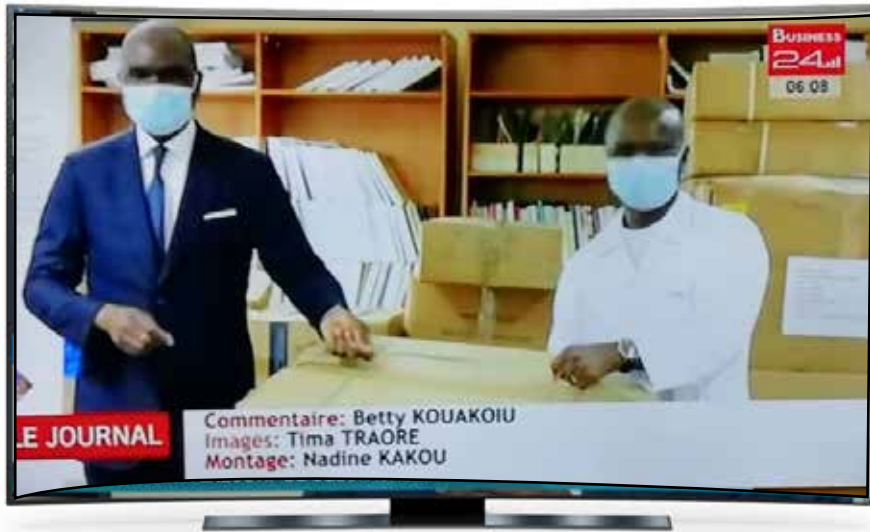 BUSINESS
24
06:08
LE JOURNAL
Commentaire: Betty KOUAKOIU
Images: Tima TRAORE
Montage: Nadine KAKOU